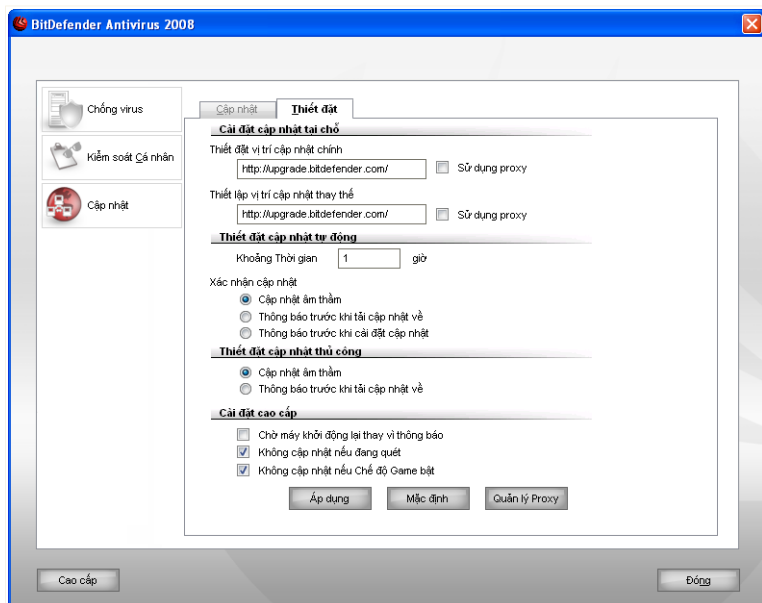 BitDefender Antivirus 2008
Chống virus
Kiểm soát Cá nhân
Cập nhật
Cập nhật Thiết đặt
Cài đặt cập nhật tại chỗ
Thiết đặt vị trí cập nhật chính
http://upgrade.bitdefender.com/ Sử dụng proxy
Thiết lập vị trí cập nhật thay thế
http://upgrade.bitdefender.com/ Sử dụng proxy
Thiết đặt cập nhật tự động
Khoảng Thời gian 1 giờ
Xác nhận cập nhật
Cập nhật âm thầm
Thông báo trước khi tải cập nhật về
Thông báo trước khi cài đặt cập nhật
Thiết đặt cập nhật thủ công
Cập nhật âm thầm
Thông báo trước khi tải cập nhật về
Cài đặt cao cấp
Chờ máy khởi động lại thay vì thông báo
Không cập nhật nếu đang quét
Không cập nhật nếu Chế độ Game bật
Áp dụng Mặc định Quản lý Proxy
Cao cấp Đóng